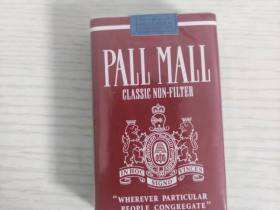 PALL MALL
CLASSIC NON-FILTER
IN HOC SIGNO VINCES
"WHEREVER PARTICULAR
PEOPLE CONGREGATE"